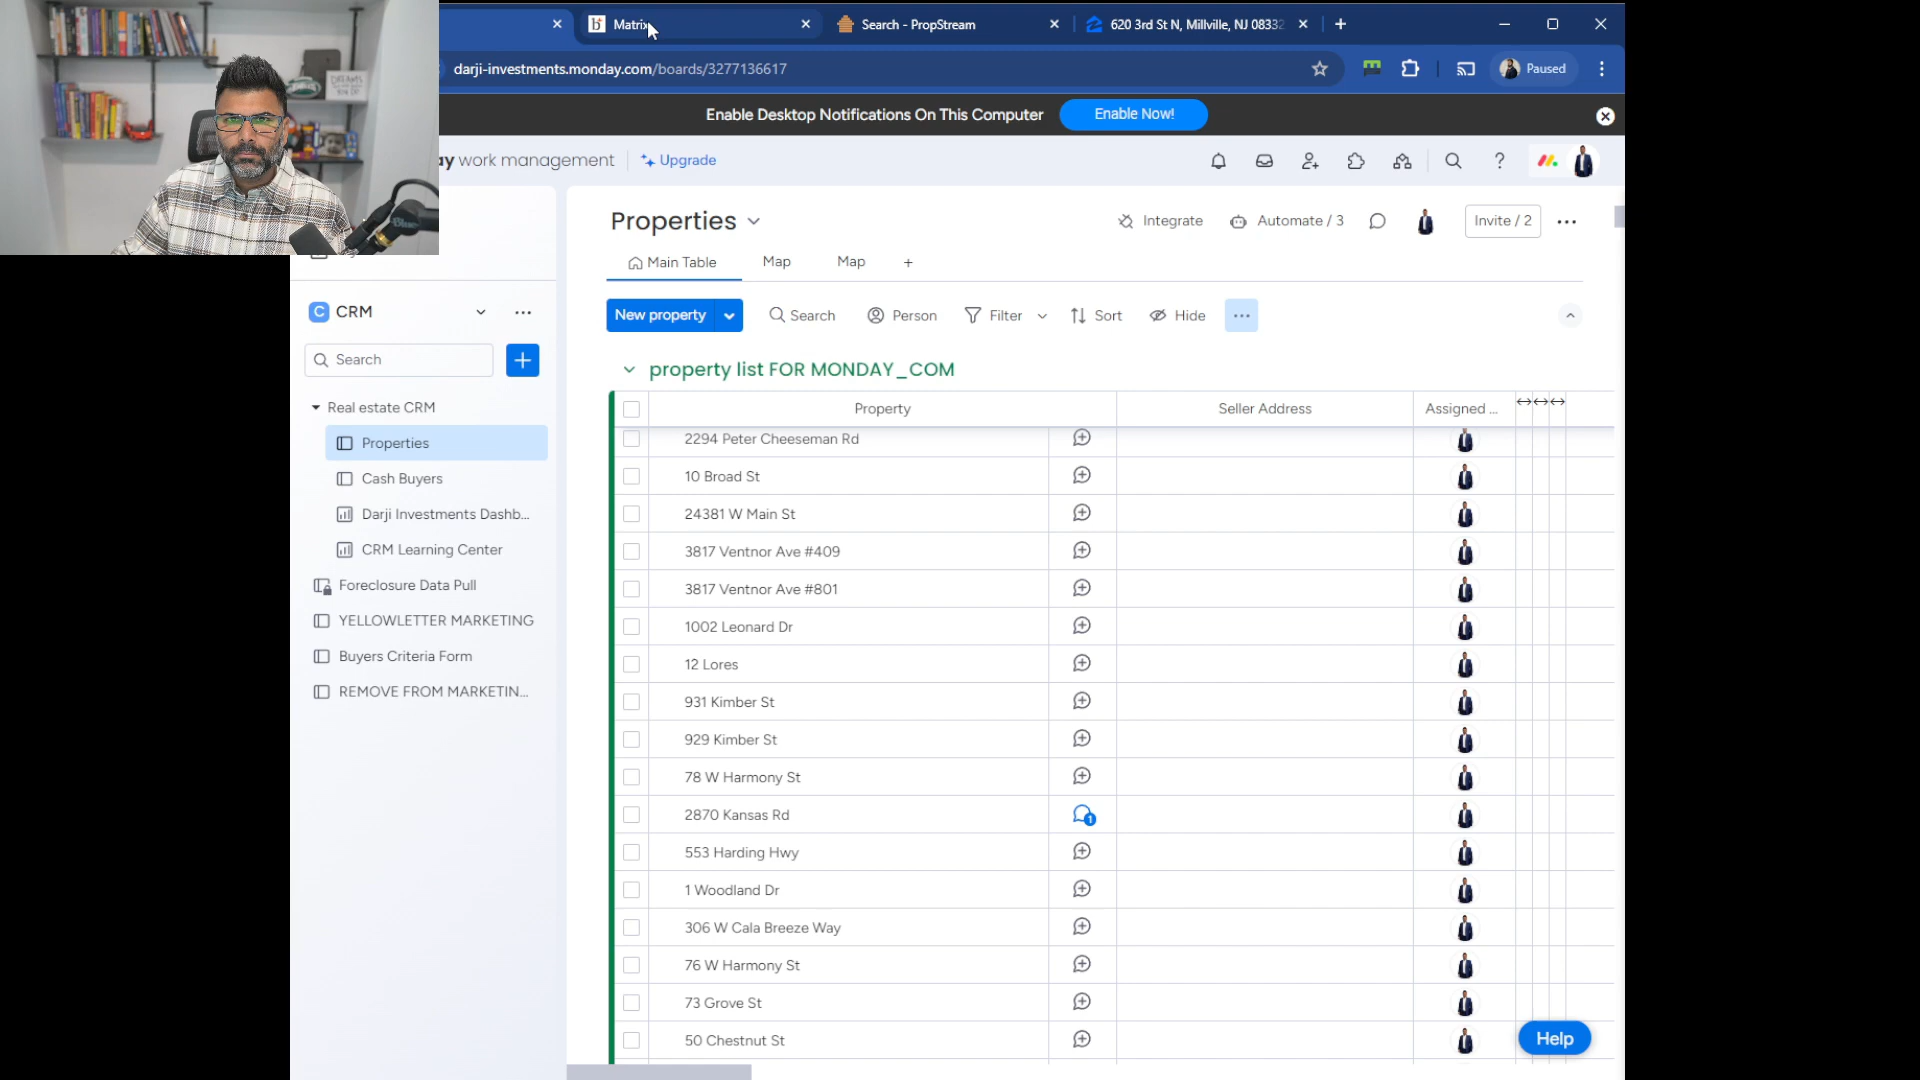 Matrix
Search - PropStream
620 3rd St N, Millville, NJ 08332
darji-investments.monday.com/boards/3277136617
Paused
Enable Desktop Notifications On This Computer
Enable Now!
ay work management
Upgrade
Properties
Integrate
Automate / 3
Invite / 2
Main Table
Map
Map
C CRM
New property
Search
Person
Filter
Sort
Hide
Search
property list FOR MONDAY_COM
Real estate CRM
Properties
Cash Buyers
Darji Investments Dashb...
CRM Learning Center
Foreclosure Data Pull
YELLOWLETTER MARKETING
Buyers Criteria Form
REMOVE FROM MARKETIN...
Property
Seller Address
Assigned ...
2294 Peter Cheeseman Rd
10 Broad St
24381 W Main St
3817 Ventnor Ave #409
3817 Ventnor Ave #801
1002 Leonard Dr
12 Lores
931 Kimber St
929 Kimber St
78 W Harmony St
2870 Kansas Rd
1
553 Harding Hwy
1 Woodland Dr
306 W Cala Breeze Way
76 W Harmony St
73 Grove St
50 Chestnut St
Help